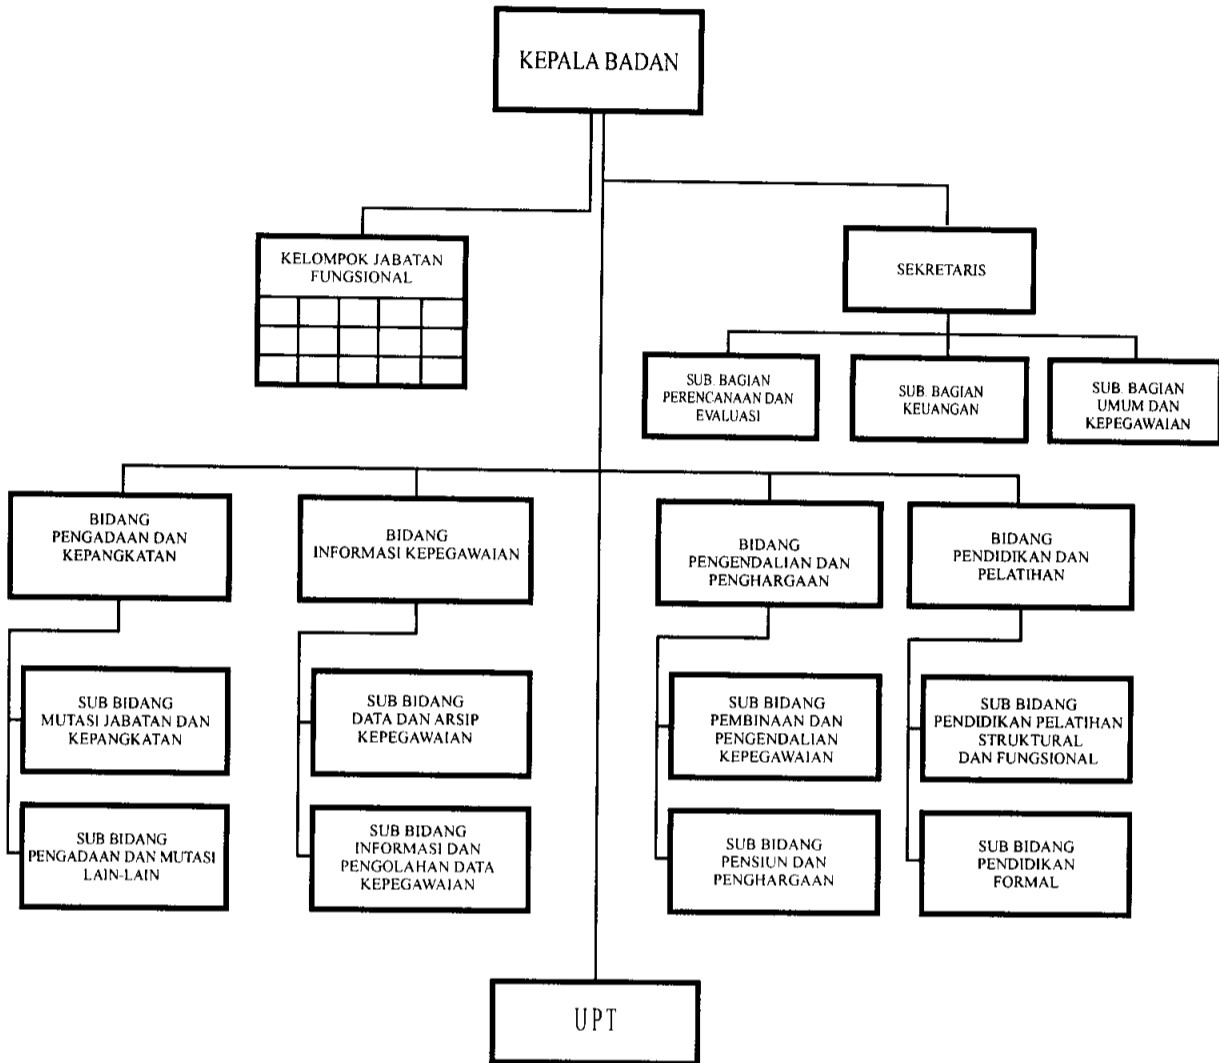 KEPALA BADAN
KELOMPOK JABATAN
FUNGSIONAL
SEKRETARIS
SUB. BAGIAN
PERENCANAAN DAN
EVALUASI
SUB. BAGIAN
KEUANGAN
SUB. BAGIAN
UMUM DAN
KEPEGAWAIAN
BIDANG
PENGADAAN DAN
KEPANGKATAN
BIDANG
INFORMASI KEPEGAWAIAN
BIDANG
PENGENDALIAN DAN
PENGHARGAAN
BIDANG
PENDIDIKAN DAN
PELATIHAN
SUB BIDANG
MUTASI JABATAN DAN
KEPANGKATAN
SUB BIDANG
DATA DAN ARSIP
KEPEGAWAIAN
SUB BIDANG
PEMBINAAN DAN
PENGENDALIAN
KEPEGAWAIAN
SUB BIDANG
PENDIDIKAN PELATIHAN
STRUKTURAL
DAN FUNGSIONAL
SUB BIDANG
PENGADAAN DAN MUTASI
LAIN-LAIN
SUB BIDANG
INFORMASI DAN
PENGOLAHAN DATA
KEPEGAWAIAN
SUB BIDANG
PENSIUN DAN
PENGHARGAAN
SUB BIDANG
PENDIDIKAN
FORMAL
UPT